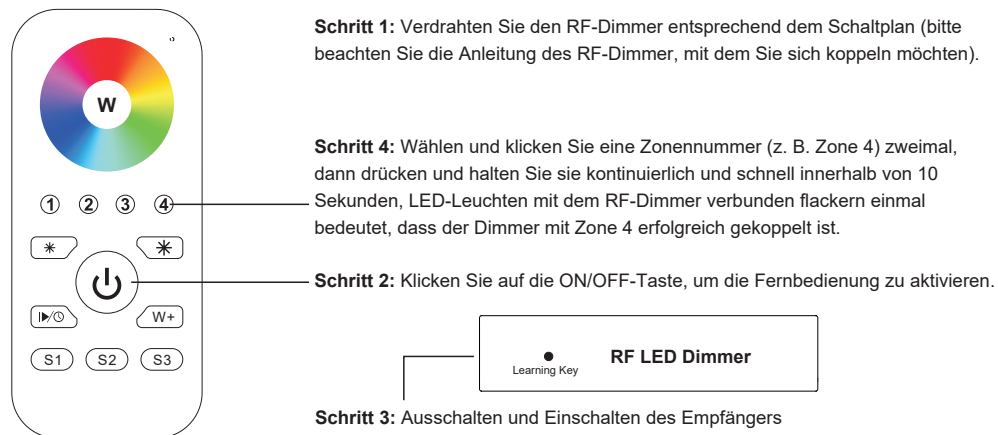 Schritt 1: Verdrahten Sie den RF-Dimmer entsprechend dem Schaltplan (bitte
beachten Sie die Anleitung des RF-Dimmer, mit dem Sie sich koppeln möchten).
W
Schritt 4: Wählen und klicken Sie eine Zonennummer (z. B. Zone 4) zweimal,
dann drücken und halten Sie sie kontinuierlich und schnell innerhalb von 10
Sekunden, LED-Leuchten mit dem RF-Dimmer verbunden flackern einmal
bedeutet, dass der Dimmer mit Zone 4 erfolgreich gekoppelt ist.
1 2 3 4
Schritt 2: Klicken Sie auf die ON/OFF-Taste, um die Fernbedienung zu aktivieren.
W+
S1 S2 S3
RF LED Dimmer
Learning Key
Schritt 3: Ausschalten und Einschalten des Empfängers